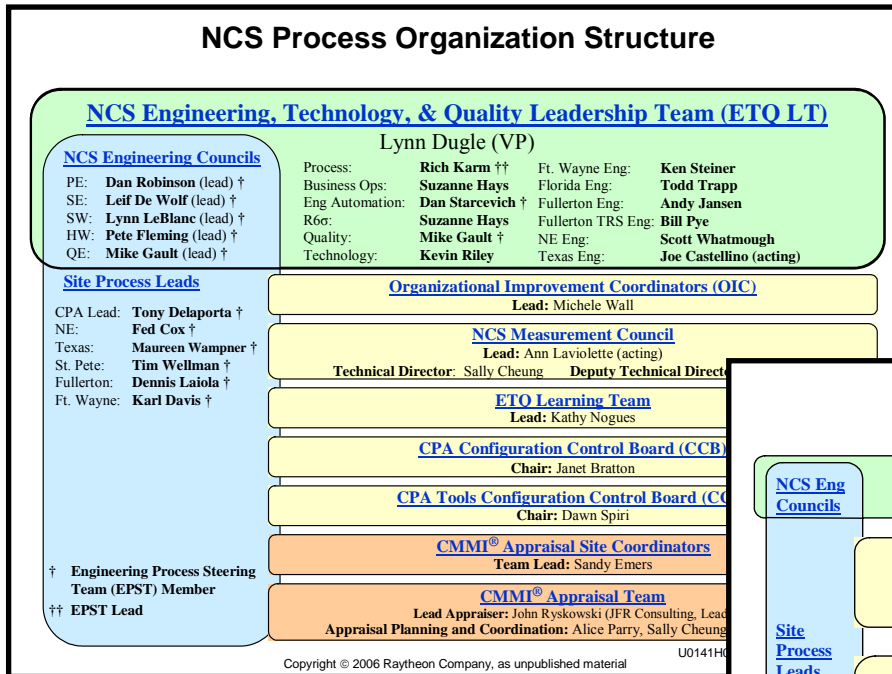 NCS Process Organization Structure
NCS Engineering, Technology, & Quality Leadership Team (ETQ LT)
Lynn Dugle (VP)
NCS Engineering Councils
PE: Dan Robinson (lead) †
SE: Leif De Wolf (lead) †
SW: Lynn LeBlanc (lead) †
HW: Pete Fleming (lead) †
QE: Mike Gault (lead) †
Process: Rich Karm ††
Business Ops: Suzanne Hays
Eng Automation: Dan Starcevich †
R6σ: Suzanne Hays
Quality: Mike Gault †
Technology: Kevin Riley
Ft. Wayne Eng: Ken Steiner
Florida Eng: Todd Trapp
Fullerton Eng: Andy Jansen
Fullerton TRS Eng: Bill Pye
NE Eng: Scott Whatmough
Texas Eng: Joe Castellino (acting)
Site Process Leads
CPA Lead: Tony Delaporta †
NE: Fed Cox †
Texas: Maureen Wampner †
St. Pete: Tim Wellman †
Fullerton: Dennis Laiola †
Ft. Wayne: Karl Davis †
† Engineering Process Steering
Team (EPST) Member
†† EPST Lead
Organizational Improvement Coordinators (OIC)
Lead: Michele Wall
NCS Measurement Council
Lead: Ann Laviolette (acting)
Technical Director: Sally Cheung Deputy Technical Directo
ETQ Learning Team
Lead: Kathy Nogues
CPA Configuration Control Board (CCB)
Chair: Janet Bratton
CPA Tools Configuration Control Board (CC
Chair: Dawn Spiri
CMMI® Appraisal Site Coordinators
Team Lead: Sandy Emers
CMMI® Appraisal Team
Lead Appraiser: John Ryskowski (JFR Consulting, Lead
Appraisal Planning and Coordination: Alice Parry, Sally Cheung
U0141H0
Copyright © 2006 Raytheon Company, as unpublished material
NCS Eng
Councils
Site
Process
Leads